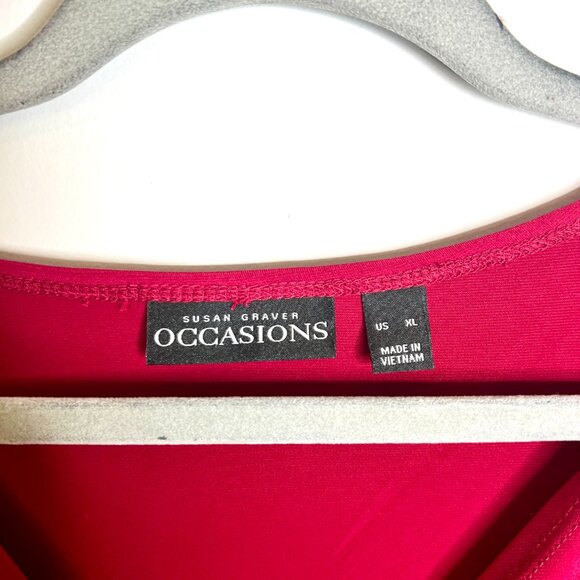 SUSAN GRAVER
OCCASIONS
US XL
MADE IN
VIETNAM